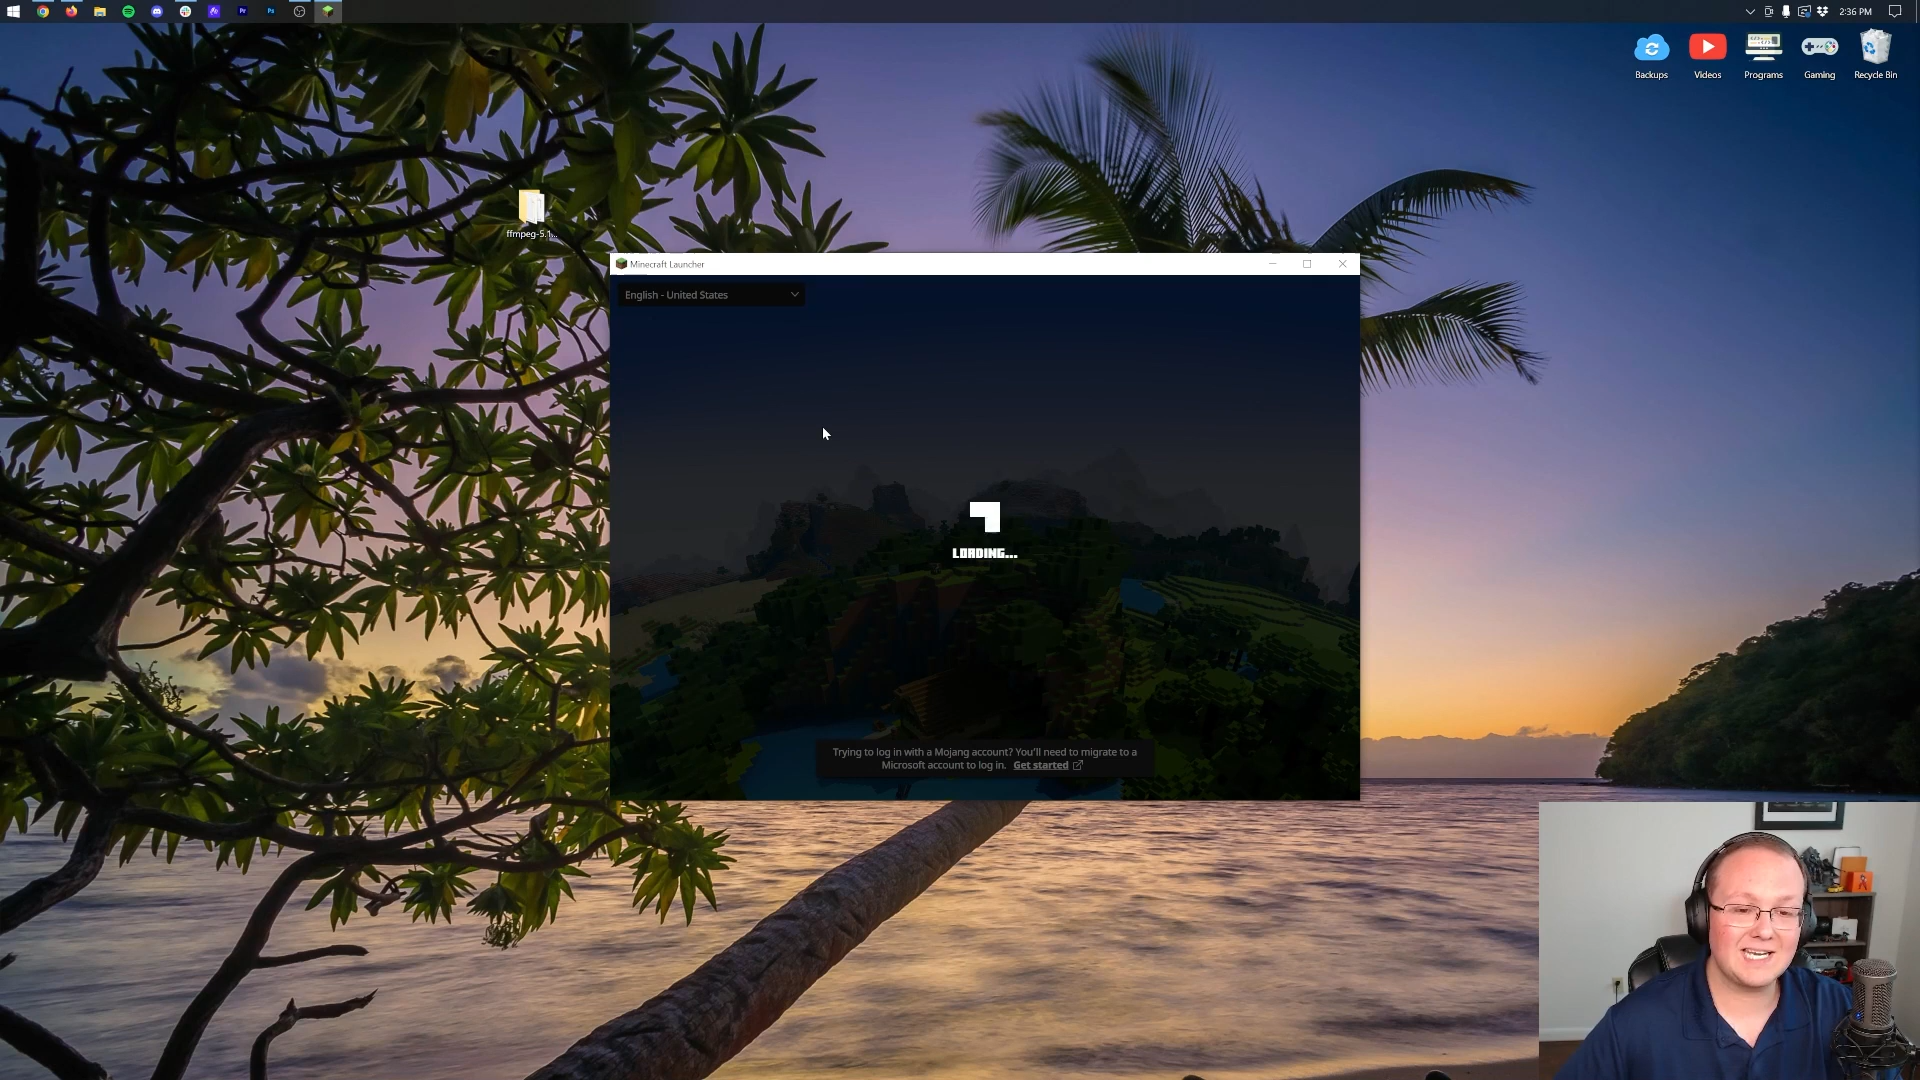 2:36 PM
Backups
Videos
Programs
Gaming
Recycle Bin
ffmpeg-5.1...
Minecraft Launcher
English - United States
LOADING...
Trying to log in with a Mojang account? You'll need to migrate to a
Microsoft account to log in. Get started